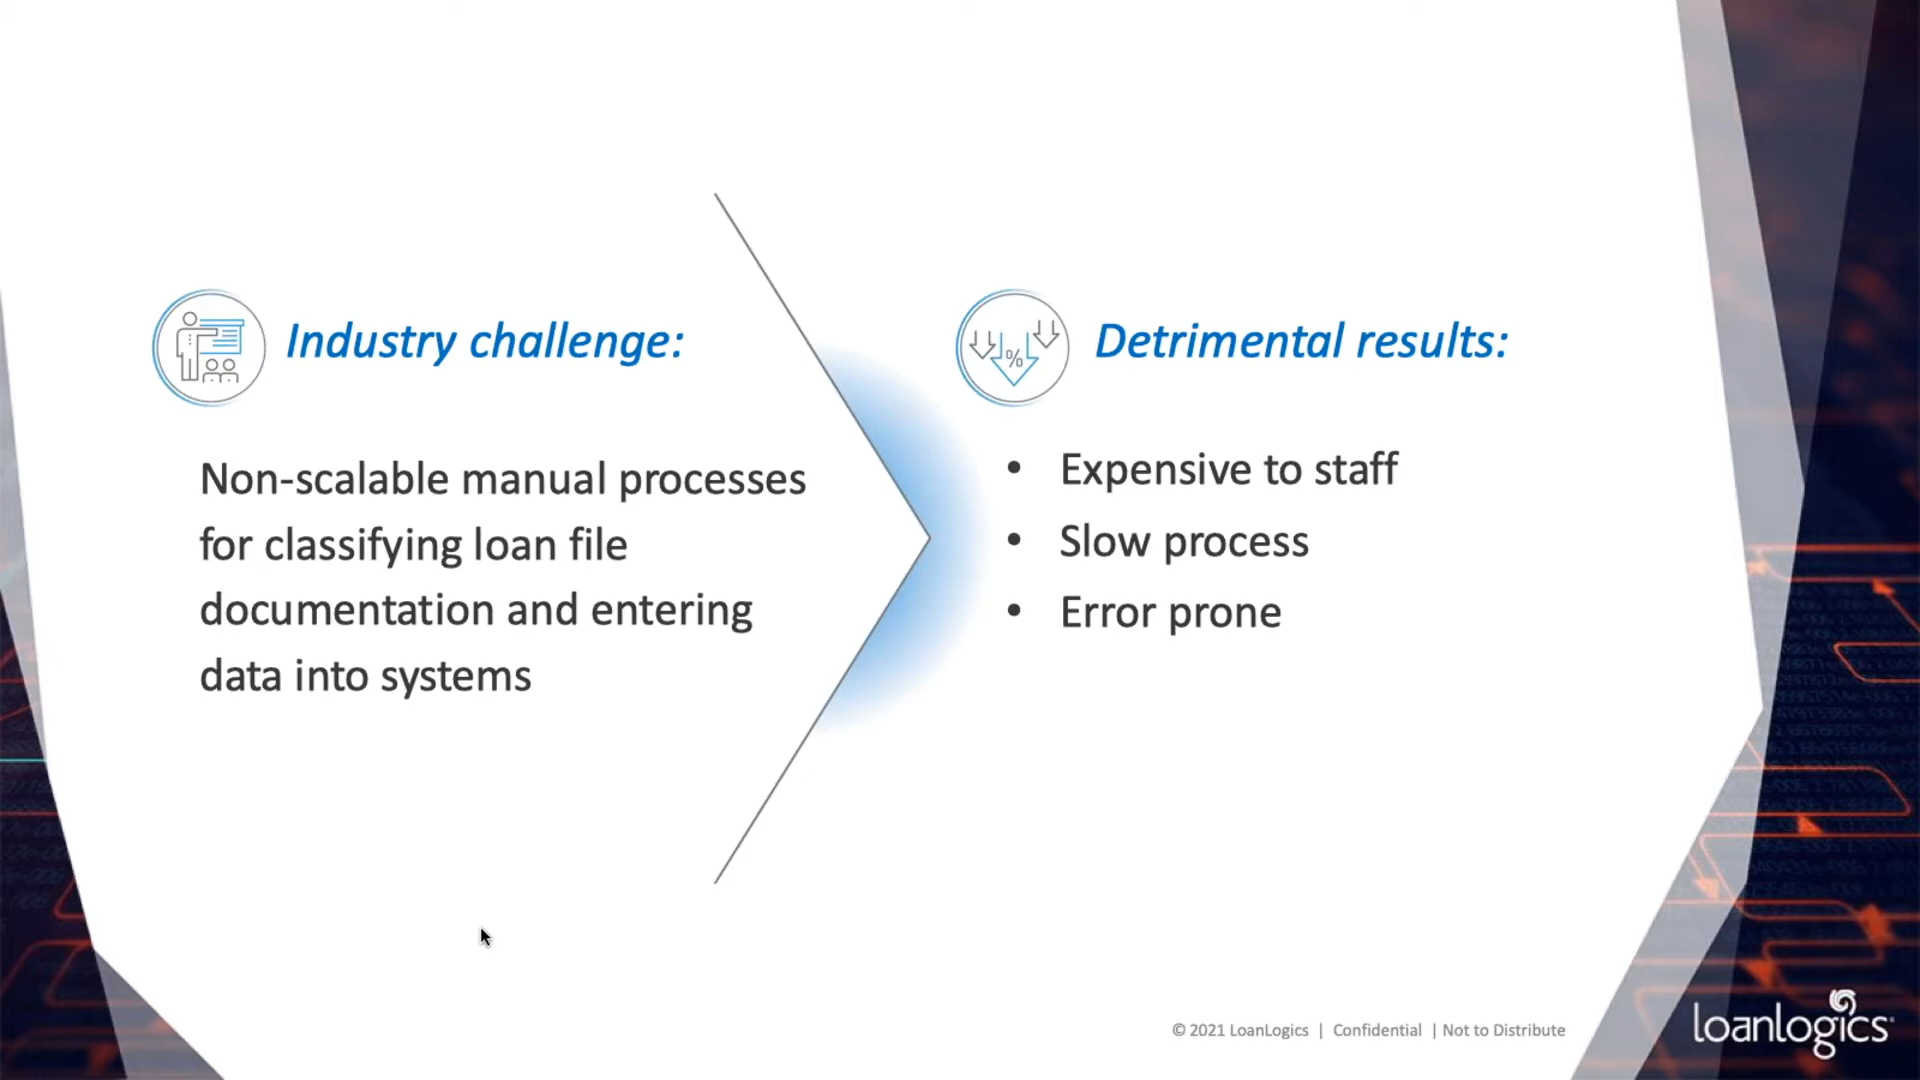 Industry challenge:
Non-scalable manual processes
for classifying loan file
documentation and entering
data into systems
%
Detrimental results:
• Expensive to staff
• Slow process
• Error prone
© 2021 LoanLogics | Confidential | Not to Distribute
loanlogics